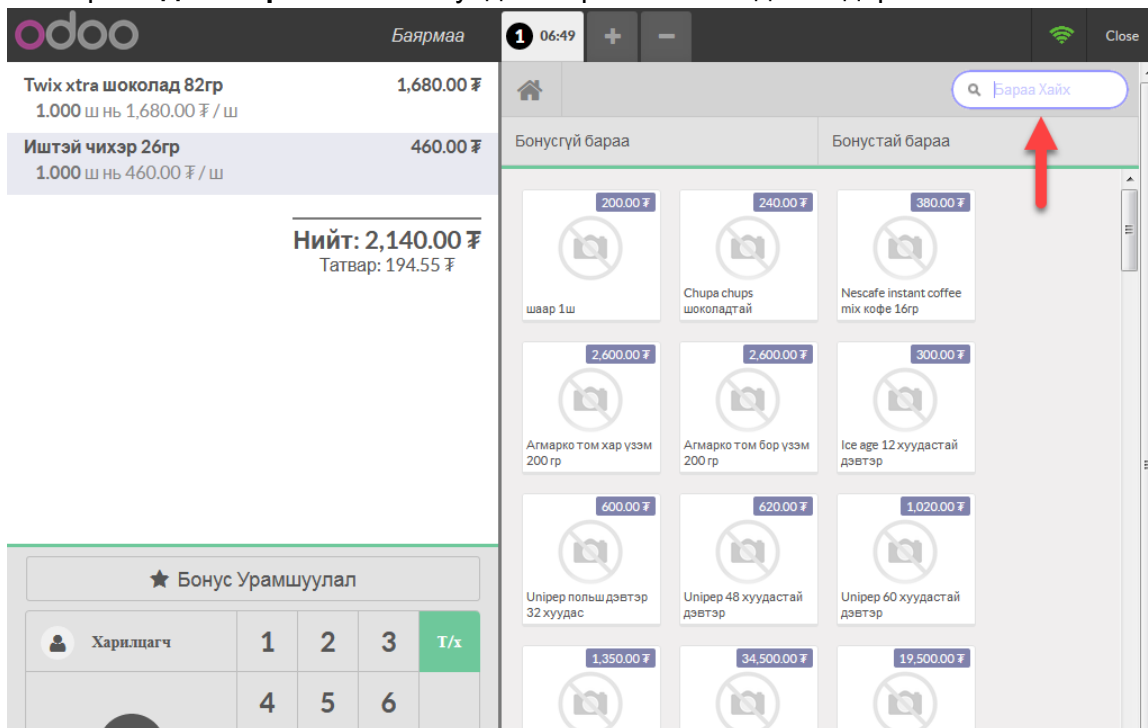 odoo
Баярмаа
1 06:49
Close
Twix xtra шоколад 82гр 1,680.00 ₮
1.000 ш нь 1,680.00 ₮ / ш
Иштэй чихэр 26гр 460.00 ₮
1.000 ш нь 460.00 ₮ / ш
Нийт: 2,140.00 ₮
Татвар: 194.55 ₮
Бонус Урамшуулал
Харилцагч
1 2 3 Т/х
4 5 6
Бараа Хайх
Бонусгүй бараа Бонустай бараа
200.00 ₮
шаар 1ш
240.00 ₮
Chupa chups
шоколадтай
380.00 ₮
Nescafe instant coffee
mix кофе 16гр
2,600.00 ₮
Агмарко том хар үзэм
200 гр
2,600.00 ₮
Агмарко том бор үзэм
200 гр
300.00 ₮
Ice age 12 хуудастай
дэвтэр
600.00 ₮
Unipep польш дэвтэр
32 хуудас
620.00 ₮
Unipep 48 хуудастай
дэвтэр
1,020.00 ₮
Unipep 60 хуудастай
дэвтэр
1,350.00 ₮
34,500.00 ₮
19,500.00 ₮